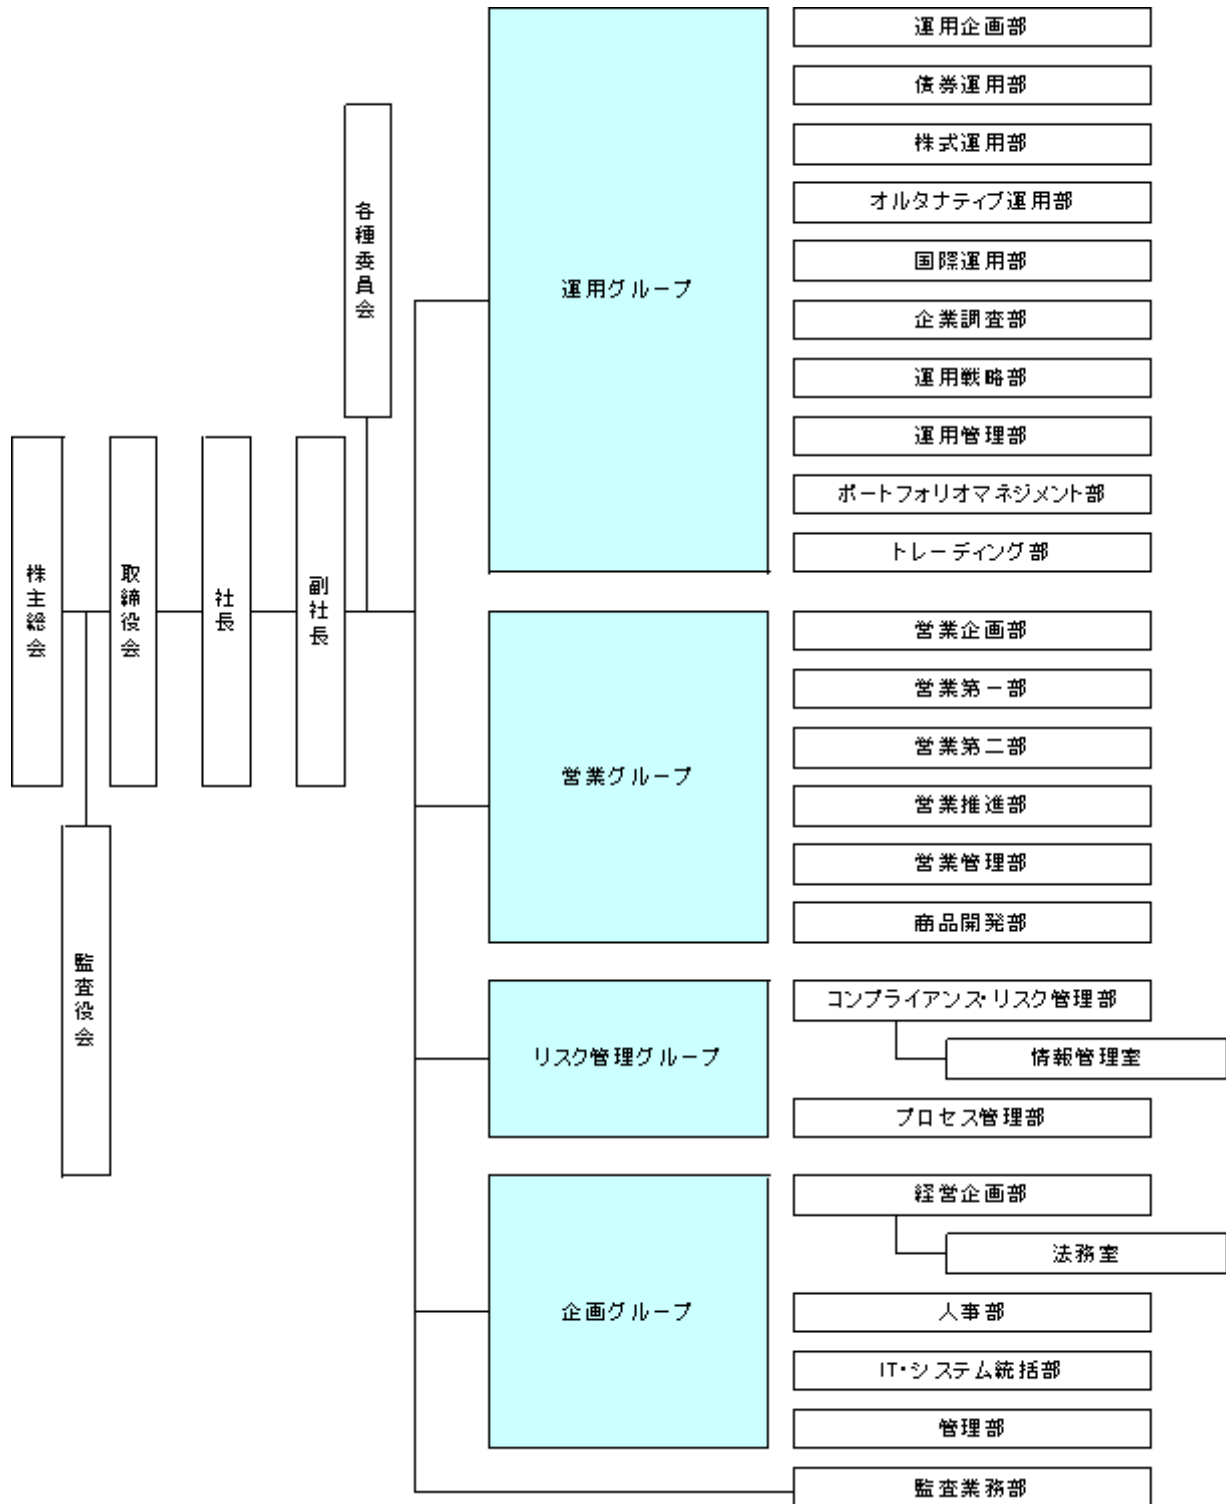 株主総会
監査役会
取締役会
社長
副社長
各種委員会
運用グループ
運用企画部
債券運用部
株式運用部
オルタナティブ運用部
国際運用部
企業調査部
運用戦略部
運用管理部
ポートフォリオマネジメント部
トレーディング部
営業グループ
営業企画部
営業第一部
営業第二部
営業推進部
営業管理部
商品開発部
リスク管理グループ
コンプライアンス・リスク管理部
情報管理室
プロセス管理部
企画グループ
経営企画部
法務室
人事部
IT・システム統括部
管理部
監査業務部